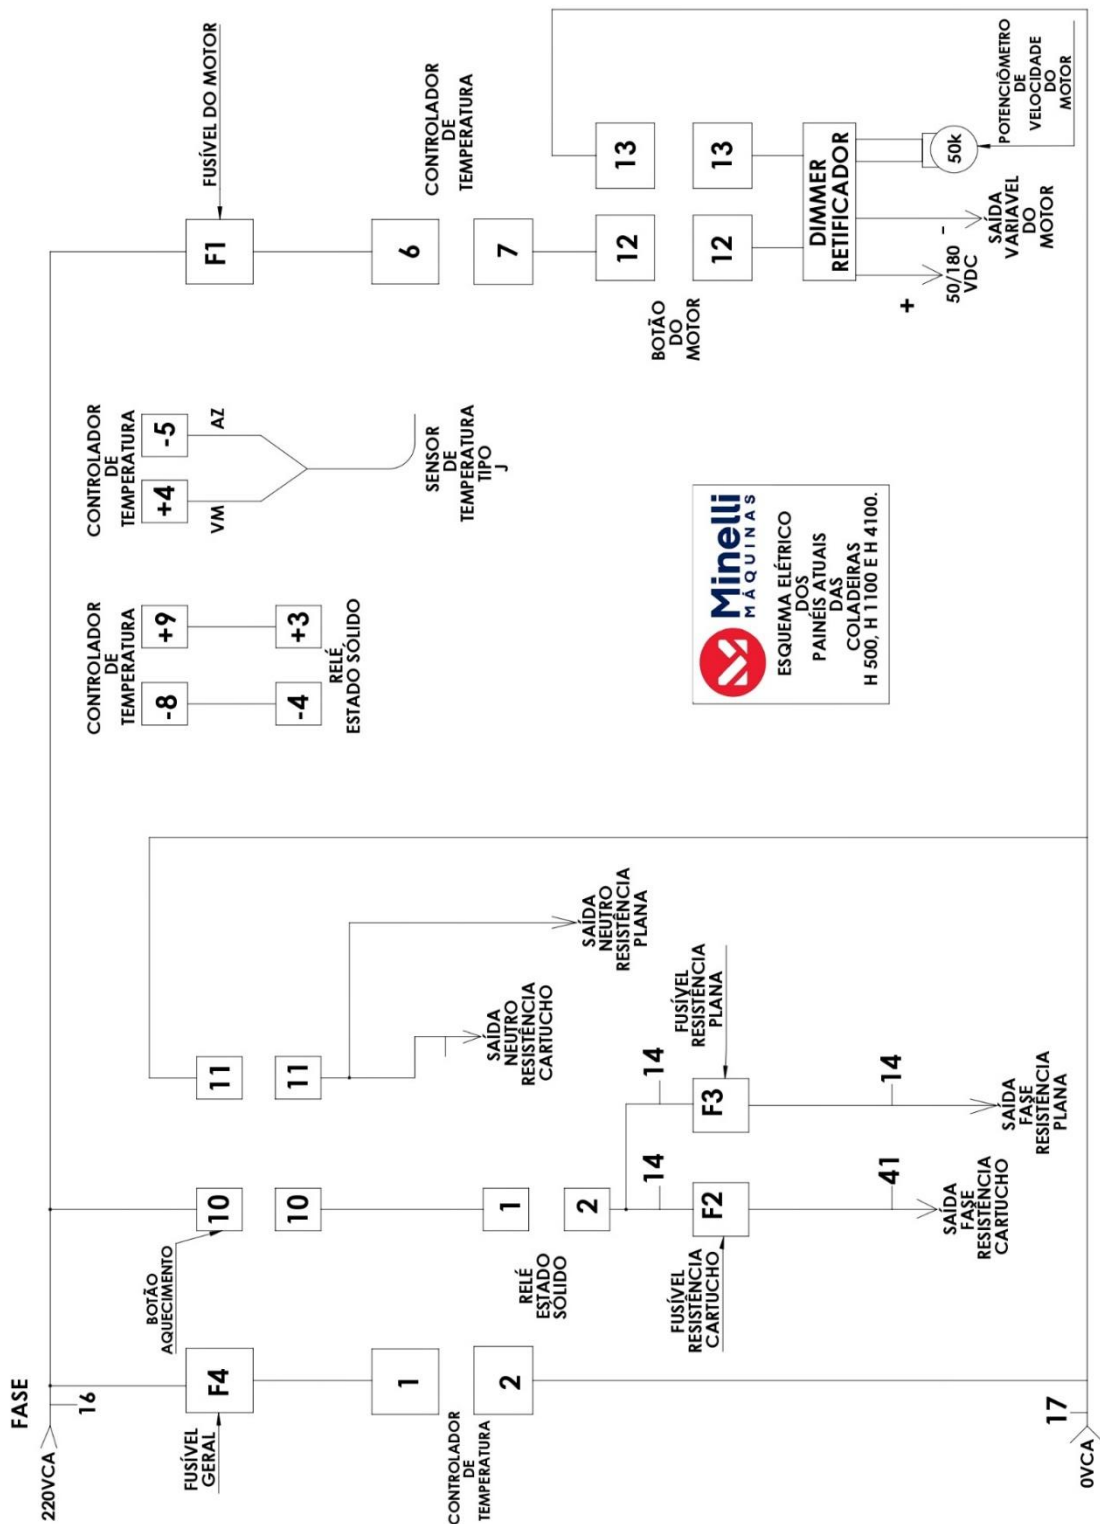 FASE
220VCA
16
FUSÍVEL
GERAL
F4
1
2
CONTROLADOR
DE
TEMPERATURA
17
0VCA
BOTÃO
AQUECIMENTO
10
10
1
2
RELÉ
ESTADO
SÓLIDO
14
14
FUSÍVEL
RESISTÊNCIA
CARTUCHO
F2
F3
FUSÍVEL
RESISTÊNCIA
PLANA
41
14
SAÍDA
FASE
RESISTÊNCIA
CARTUCHO
SAÍDA
FASE
RESISTÊNCIA
PLANA
11
11
SAÍDA
NEUTRO
RESISTÊNCIA
CARTUCHO
SAÍDA
NEUTRO
RESISTÊNCIA
PLANA
CONTROLADOR
DE
TEMPERATURA
-8
+9
-4
+3
RELÉ
ESTADO SÓLIDO
CONTROLADOR
DE
TEMPERATURA
+4
-5
VM
AZ
SENSOR
DE
TEMPERATURA
TIPO
J
Minelli
MÁQUINAS
ESQUEMA ELÉTRICO
DOS
PAINÉIS ATUAIS
DAS
COLADEIRAS
H 500, H 1100 E H 4100.
FUSÍVEL DO MOTOR
F1
6
7
CONTROLADOR
DE
TEMPERATURA
12
13
BOTÃO
DO
MOTOR
12
13
DIMMER
RETIFICADOR
+
-
50/180
VDC
SAÍDA
VARIAVEL
DO
MOTOR
50k
POTENCIÔMETRO
DE
VELOCIDADE
DO
MOTOR